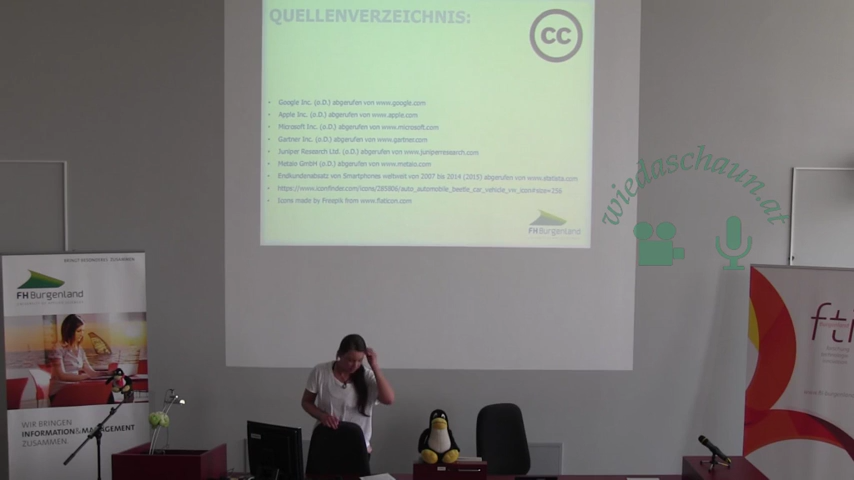 QUELLENVERZEICHNIS:
cc
• Google Inc. (o.D.) abgerufen von www.google.com
• Apple Inc. (o.D.) abgerufen von www.apple.com
• Microsoft Inc. (o.D.) abgerufen von www.microsoft.com
• Gartner Inc. (o.D.) abgerufen von www.gartner.com
• Juniper Research Ltd. (o.D.) abgerufen von www.juniperresearch.com
• Metaio GmbH (o.D.) abgerufen von www.metaio.com
• Endkundenabsatz von Smartphones weltweit von 2007 bis 2014 (2015) abgerufen von www.statista.com
• Icons made by Freepik from www.flaticon.com
FH Burgenland
wiedaschaun.at
FH Burgenland
WIR BRINGEN
INFORMATION & MANAGEMENT
ZUSAMMEN.